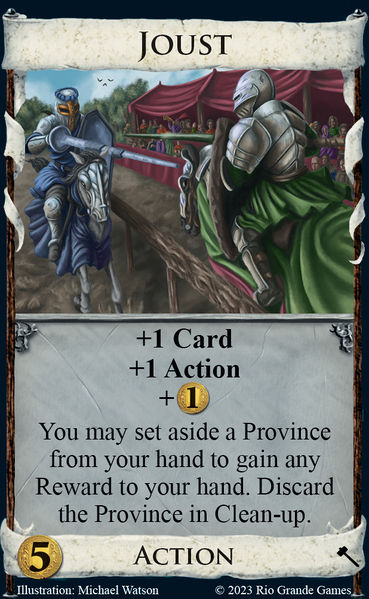 JOUST
+1 Card
+1 Action
+1
You may set aside a Province
from your hand to gain any
Reward to your hand. Discard
the Province in Clean-up.
5 ACTION
Illustration: Michael Watson © 2023 Rio Grande Games